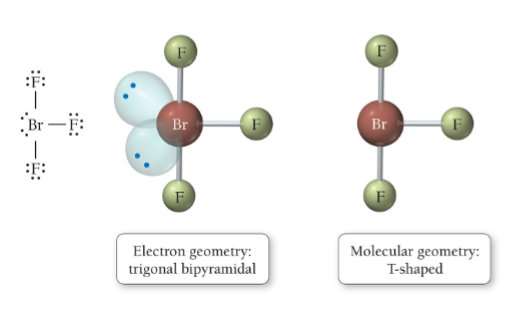 :F:
Br — F:
:F:
F
Br
F
F
F
Br
F
F
Electron geometry:
trigonal bipyramidal
Molecular geometry:
T-shaped